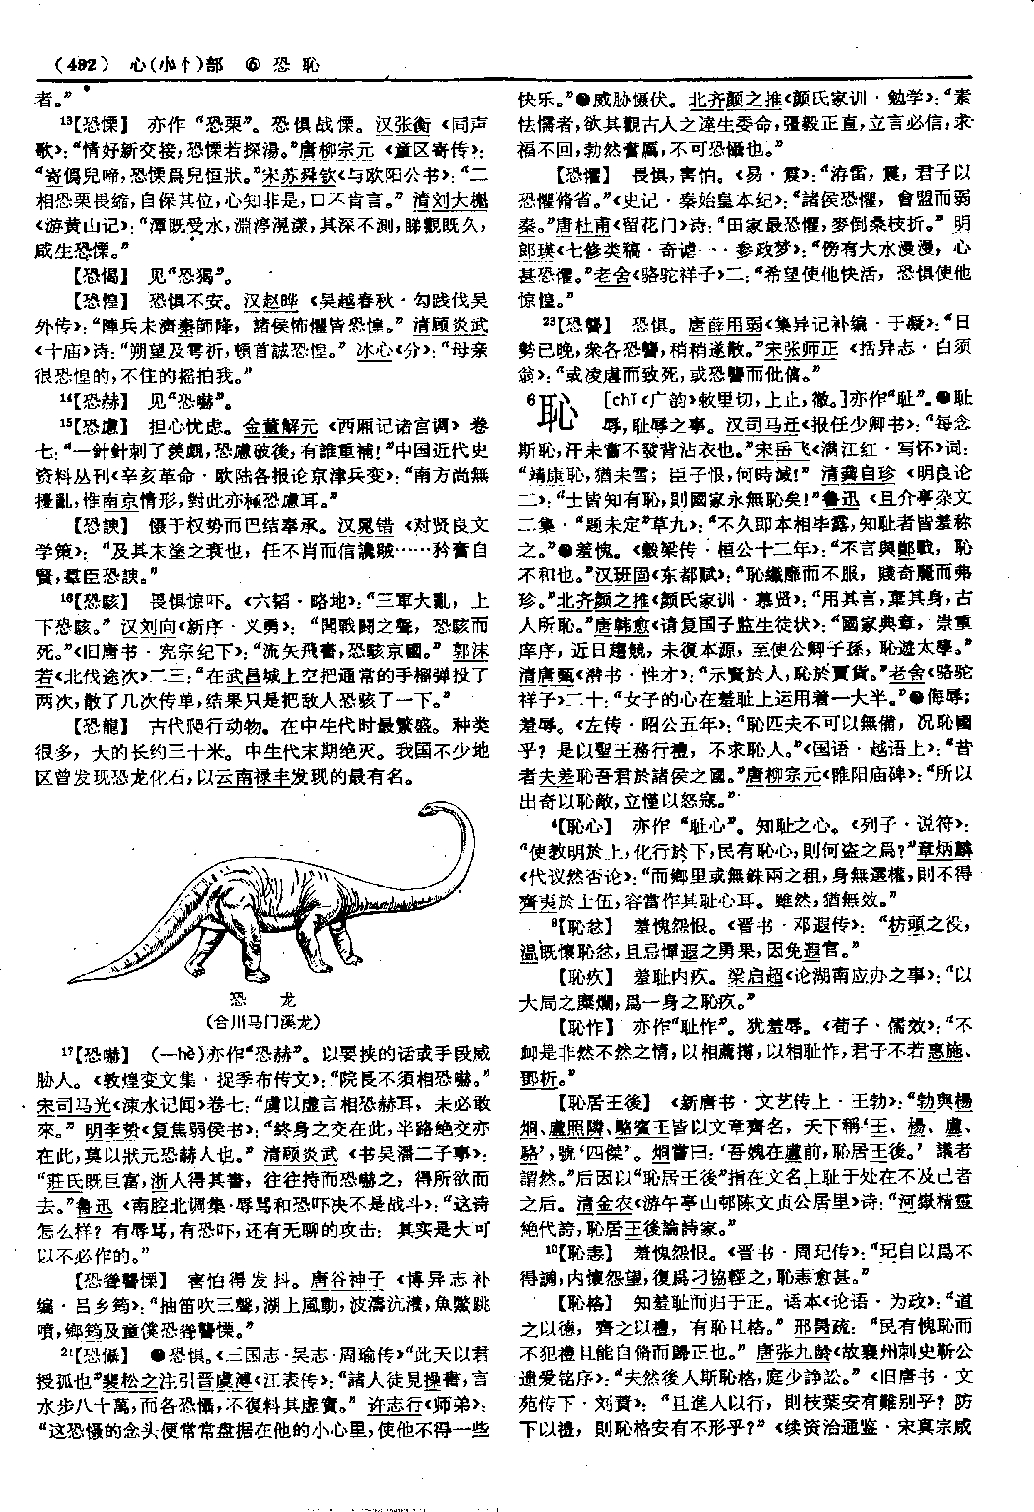 (492) 心(㣺忄)部 ⑥ 恐 恥
者。”
¹³【恐慄】 亦作“恐栗”。恐惧战慄。汉张衡《同声
歌》：“情好新交接，恐慄若探湯。”唐柳宗元《童区寄传》：
“寄僞兒啼，恐慄爲兒恒狀。”宋苏舜钦《与欧阳公书》：“二
相恐栗畏缩，自保其位，心知非是，口不肯言。”清刘大櫆
《游黄山记》：“潭既受水，淵渟滉漾，其深不測，睇觀既久，
咸生恐慄。”
【恐愒】 见“恐猲”。
【恐惶】 恐惧不安。汉赵晔《吴越春秋·勾践伐吴
外传》：“陣兵未濟秦師降，諸侯怖懼皆恐惶。”清顾炎武
《十庙》诗：“朔望及雩祈，頓首誠恐惶。”冰心《分》：“母亲
很恐惶的，不住的摇拍我。”
¹⁴【恐赫】 见“恐嚇”。
¹⁵【恐慮】 担心忧虑。金董解元《西厢记诸宫调》卷
七：“一針針刺了羨覷，恐慮破後，有誰重補！”中国近代史
资料丛刊《辛亥革命·欧陆各报论京津兵变》：“南方尚無
擾亂，惟南京情形，對此亦極恐慮耳。”
【恐諛】 慑于权势而巴结奉承。汉晁错《对贤良文
学策》：“及其末塗之衰也，任不肖而信讒賊……矜奮自
賢，羣臣恐諛。”
¹⁶【恐駭】 畏惧惊吓。《六韬·略地》：“三軍大亂，上
下恐駭。”汉刘向《新序·义勇》：“聞戰鬭之聲，恐駭而
死。”《旧唐书·宪宗纪下》：“流矢飛書，恐駭京國。”郭沫
若《北伐途次》二三：“在武昌城上空把通常的手榴弹投了
两次，散了几次传单，结果只是把敌人恐骇了一下。”
【恐龍】 古代爬行动物。在中生代时最繁盛。种类
很多，大的长约三十米。中生代末期绝灭。我国不少地
区曾发现恐龙化石，以云南禄丰发现的最有名。
恐 龙
（合川马门溪龙）
¹⁷【恐嚇】 (—hè)亦作“恐赫”。以要挟的话或手段威
胁人。《敦煌变文集·捉季布传文》：“院長不須相恐嚇。”
宋司马光《涑水记闻》卷七：“虜以虚言相恐赫耳，未必敢
來。”明李贽《复焦弱侯书》：“終身之交在此，半路絶交亦
在此，莫以狀元恐赫人也。”清顾炎武《书吴潘二子事》：
“莊氏既巨富，浙人得其書，往往持而恐嚇之，得所欲而
去。”鲁迅《南腔北调集·辱骂和恐吓决不是战斗》：“这诗
怎么样？有辱骂，有恐吓，还有无聊的攻击：其实是大可
以不必作的。”
【恐聳讋慄】 害怕得发抖。唐谷神子《博异志补
编·吕乡筠》：“抽笛吹三聲，湖上風動，波濤沆瀁，魚鱉跳
噴，鄉筠及童僕恐聳讋慄。”
²¹【恐懾】 ❶恐惧。《三国志·吴志·周瑜传》“此天以君
授孤也”裴松之注引晋虞溥《江表传》：“諸人徒見操書，言
水步八十萬，而各恐懾，不復料其虚實。”许志行《师弟》：
“这恐慑的念头便常常盘据在他的小心里，使他不得一些
快乐。”❷威胁慑伏。北齐颜之推《颜氏家训·勉学》：“素
怯懦者，欲其觀古人之達生委命，彊毅正直，立言必信，求
福不回，勃然奮厲，不可恐懾也。”
【恐懼】 畏惧，害怕。《易·震》：“洊雷，震，君子以
恐懼脩省。”《史记·秦始皇本纪》：“諸侯恐懼，會盟而弱
秦。”唐杜甫《留花门》诗：“田家最恐懼，麥倒桑枝折。”明
郎瑛《七修类稿·奇谑一·参政梦》：“傍有大水漫漫，心
甚恐懼。”老舍《骆驼祥子》二：“希望使他快活，恐惧使他
惊惶。”
²³【恐讋】 恐惧。唐薛用弱《集异记补编·于凝》：“日
勢已晚，衆各恐讋，稍稍遂散。”宋张师正《括异志·白须
翁》：“或凌虐而致死，或恐讋而他偹。”
⁶恥 [chǐ《广韵》敕里切，上止，徹。]亦作“耻”。❶耻
辱，耻辱之事。汉司马迁《报任少卿书》：“每念
斯恥，汗未嘗不發背沾衣也。”宋岳飞《满江红·写怀》词：
“靖康恥，猶未雪；臣子恨，何時滅！”清龚自珍《明良论
二》：“士皆知有恥，則國家永無恥矣！”鲁迅《且介亭杂文
二集·“题未定”草九》：“不久即本相毕露，知耻者皆羞称
之。”❷羞愧。《榖梁传·桓公十二年》：“不言與鄭戰，恥
不和也。”汉班固《东都赋》：“恥纖靡而不服，賤奇麗而弗
珍。”北齐颜之推《颜氏家训·慕贤》：“用其言，棄其身，古
人所恥。”唐韩愈《请复国子监生徒状》：“國家典章，崇重
庠序，近日趨競，未復本源，至使公卿子孫，恥遊太學。”
清唐甄《潜书·性才》：“示賢於人，恥於賈貨。”老舍《骆驼
祥子》二十：“女子的心在羞耻上运用着一大半。”❸侮辱；
羞辱。《左传·昭公五年》：“恥匹夫不可以無備，况恥國
乎？是以聖王務行禮，不求恥人。”《国语·越语上》：“昔
者夫差恥吾君於諸侯之國。”唐柳宗元《睢阳庙碑》：“所以
出奇以恥敵，立慬以怒寇。”
⁴【恥心】 亦作“耻心”。知耻之心。《列子·说符》：
“使教明於上，化行於下，民有恥心，則何盗之爲？”章炳麟
《代议然否论》：“而鄉里或無銖兩之租，身無選權，則不得
齊夷於上伍，容當作其耻心耳。雖然，猶無效。”
⁸【恥忿】 羞愧怨恨。《晋书·邓遐传》：“枋頭之役，
温既懷恥忿，且忌憚遐之勇果，因免遐官。”
【恥疚】 羞耻内疚。梁启超《论湖南应办之事》：“以
大局之糜爛，爲一身之恥疚。”
【恥怍】 亦作“耻怍”。犹羞辱。《荀子·儒效》：“不
卹是非然不然之情，以相薦撙，以相耻怍，君子不若惠施、
鄧析。”
【恥居王後】 《新唐书·文艺传上·王勃》：“勃與楊
炯、盧照隣、駱賓王皆以文章齊名，天下稱‘王、楊、盧、
駱’，號‘四傑’。炯嘗曰：‘吾媿在盧前，恥居王後。’議者
謂然。”后因以“恥居王後”指在文名上耻于处在不及己者
之后。清金农《游午亭山邨陈文贞公居里》诗：“河嶽精靈
絶代誇，恥居王後論詩家。”
¹⁰【恥恚】 羞愧怨恨。《晋书·周玘传》：“玘自以爲不
得調，内懷怨望，復爲刁協輕之，恥恚愈甚。”
【恥格】 知羞耻而归于正。语本《论语·为政》：“道
之以德，齊之以禮，有恥且格。”邢昺疏：“民有愧恥而
不犯禮且能自脩而歸正也。”唐张九龄《故襄州刺史靳公
遗爱铭序》：“夫然後人斯恥格，庭少諍訟。”《旧唐书·文
苑传下·刘蕡》：“且進人以行，則枝葉安有難别乎？防
下以禮，則恥格安有不形乎？”《续资治通鉴·宋真宗咸